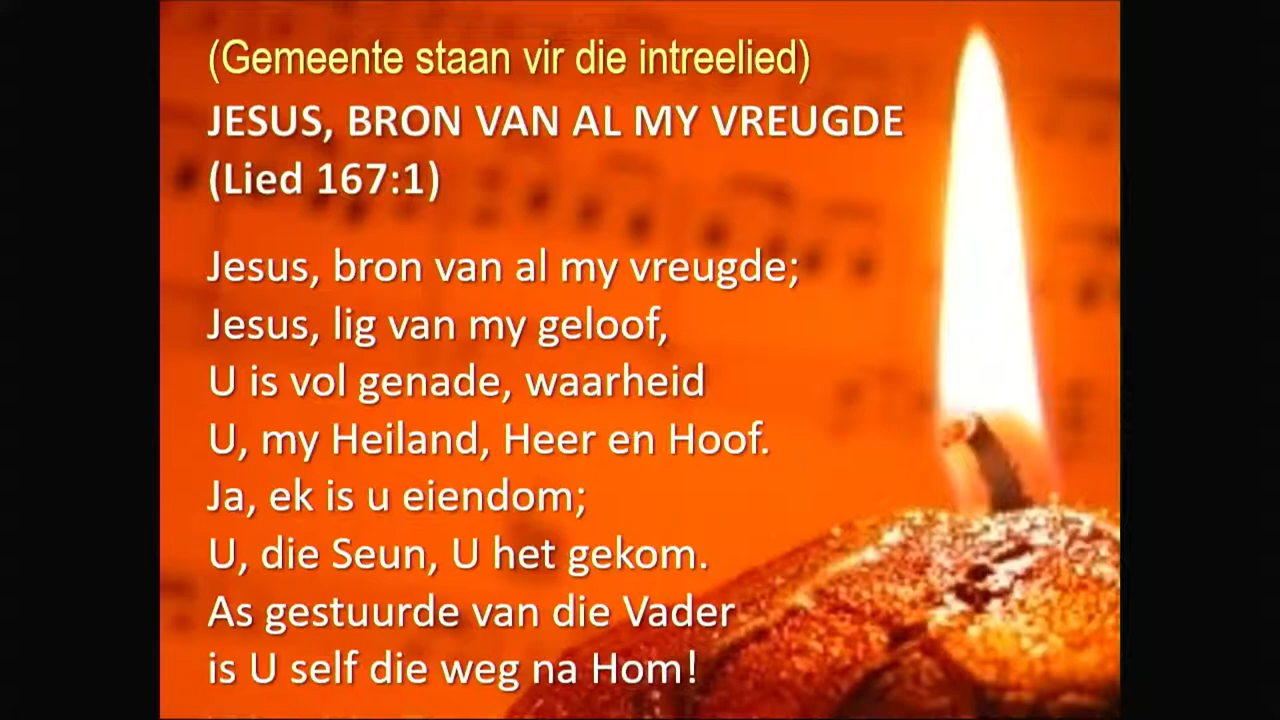 (Gemeente staan vir die intreelied)
JESUS, BRON VAN AL MY VREUGDE
(Lied 167:1)
Jesus, bron van al my vreugde;
Jesus, lig van my geloof,
U is vol genade, waarheid
U, my Heiland, Heer en Hoof.
Ja, ek is u eiendom;
U, die Seun, U het gekom.
As gestuurde van die Vader
is U self die weg na Hom!